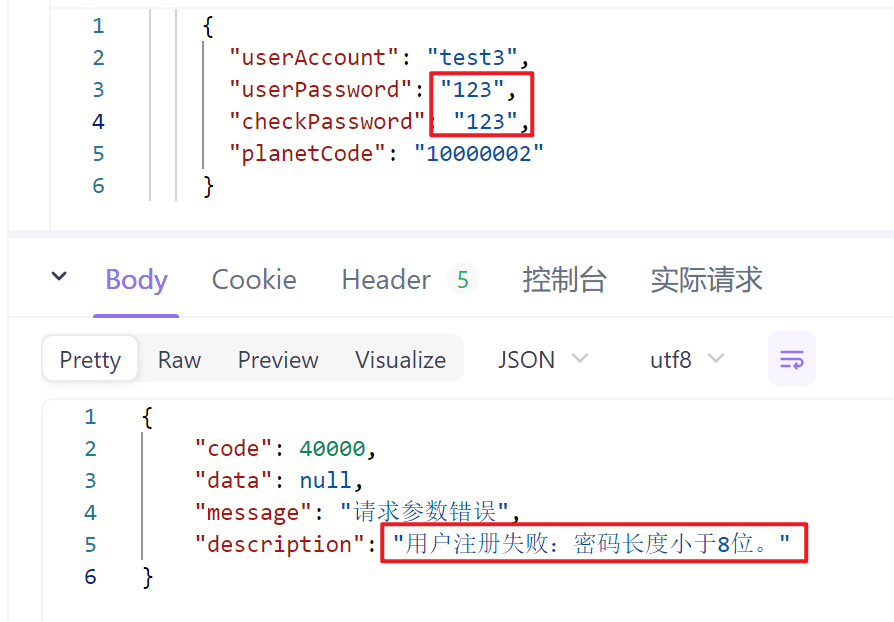 1 {
2 "userAccount": "test3",
3 "userPassword": "123",
4 "checkPassword": "123",
5 "planetCode": "10000002"
6 }
Body Cookie Header 5 控制台 实际请求
Pretty Raw Preview Visualize JSON utf8
1 {
2 "code": 40000,
3 "data": null,
4 "message": "请求参数错误",
5 "description": "用户注册失败：密码长度小于8位。"
6 }